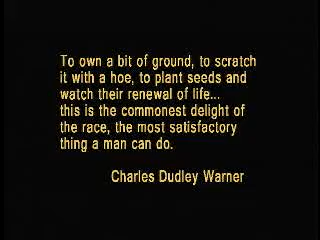 To own a bit of ground, to scratch
it with a hoe, to plant seeds and
watch their renewal of life...
this is the commonest delight of
the race, the most satisfactory
thing a man can do.
Charles Dudley Warner